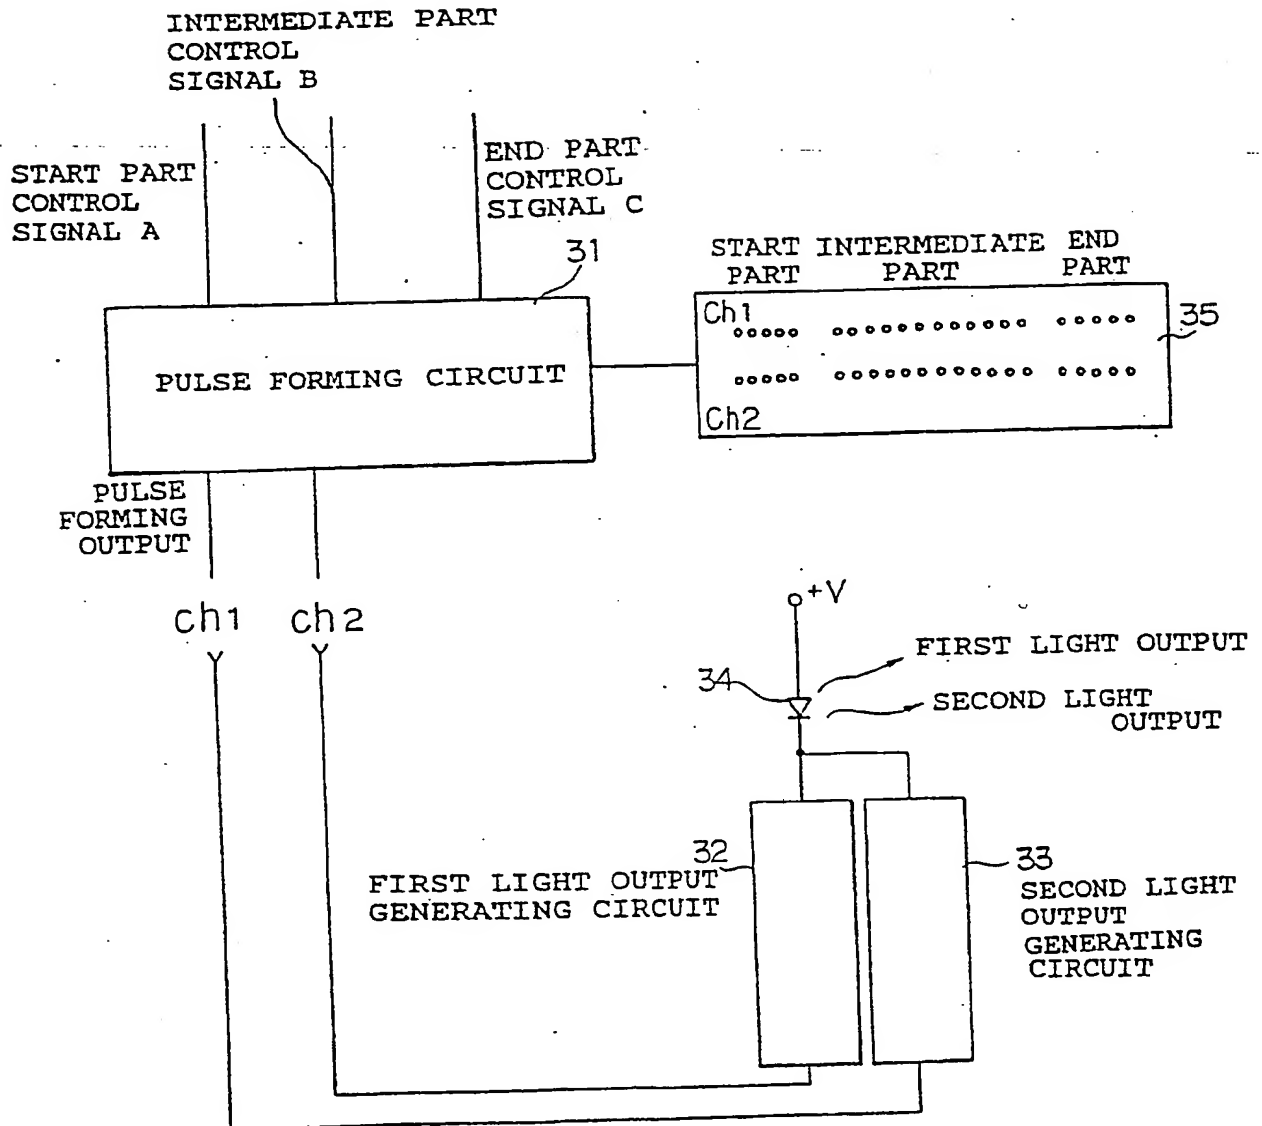 INTERMEDIATE PART
CONTROL
SIGNAL B
START PART
CONTROL
SIGNAL A
END PART
CONTROL
SIGNAL C
31
START
PART
INTERMEDIATE
PART
END
PART
Ch1
Ch2
35
PULSE FORMING CIRCUIT
PULSE
FORMING
OUTPUT
Ch1
Ch2
+V
34
FIRST LIGHT OUTPUT
SECOND LIGHT
OUTPUT
32
FIRST LIGHT OUTPUT
GENERATING CIRCUIT
33
SECOND LIGHT
OUTPUT
GENERATING
CIRCUIT